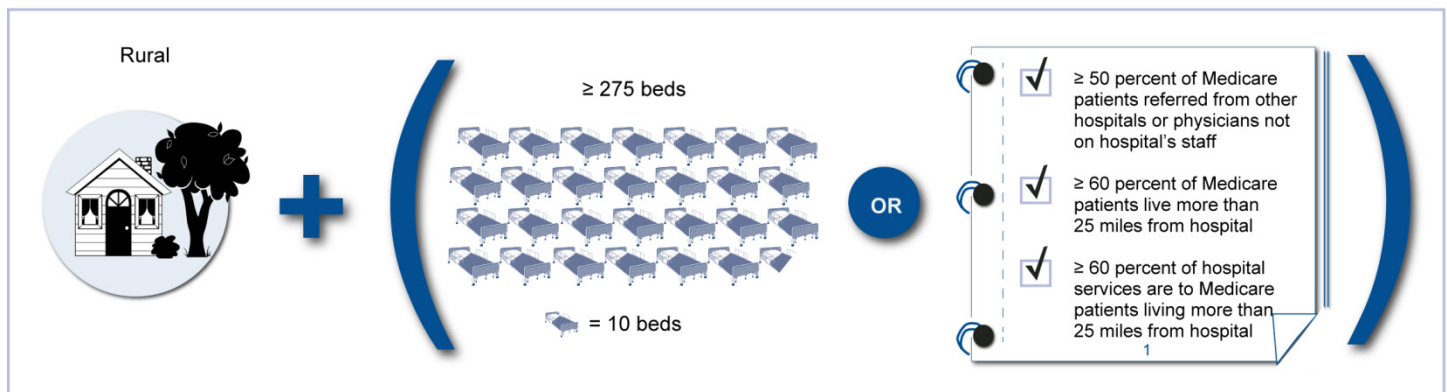 Rural
≥ 275 beds
= 10 beds
OR
≥ 50 percent of Medicare
patients referred from other
hospitals or physicians not
on hospital’s staff
≥ 60 percent of Medicare
patients live more than
25 miles from hospital
≥ 60 percent of hospital
services are to Medicare
patients living more than
25 miles from hospital
1